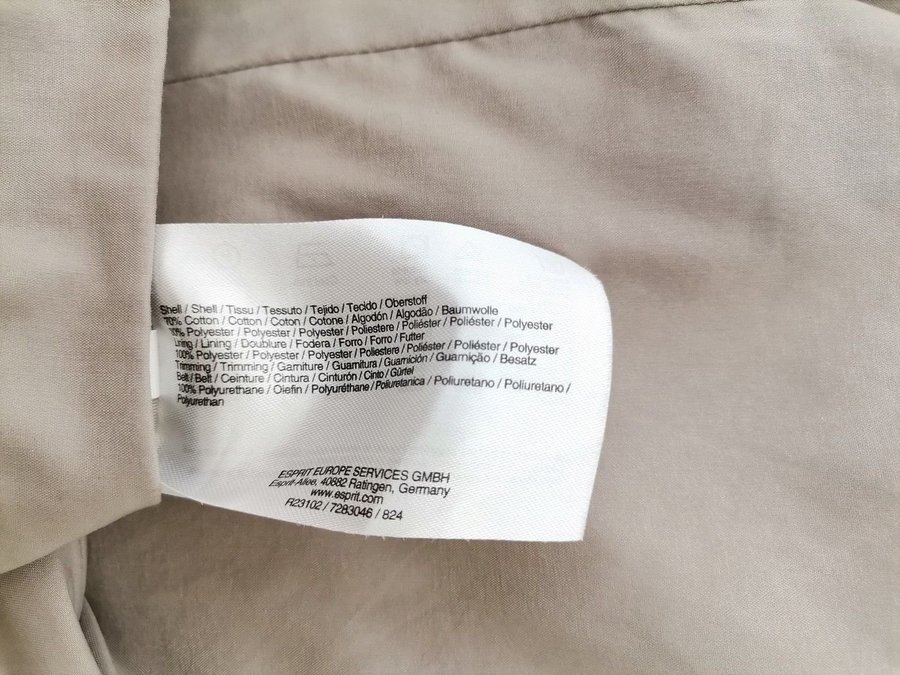 Shell / Shell / Tissu / Tessuto / Tejido / Tecido / Oberstoff
70% Cotton / Cotton / Coton / Cotone / Algodón / Algodão / Baumwolle
Polyester / Polyester / Polyester / Poliestere / Poliéster / Poliéster / Polyester
Lining / Lining / Doublure / Fodera / Forro / Forro / Futter
100% Polyester / Polyester / Polyester / Poliestere / Poliéster / Poliéster / Polyester
Trimming / Trimming / Garniture / Guarnitura / Guarnición / Guarnição / Besatz
Belt / Belt / Ceinture / Cintura / Cinturón / Cinto / Gürtel
100% Polyurethane / Olefin / Polyuréthane / Poliuretanica / Poliuretano / Poliuretano /
Polyurethan
ESPRIT EUROPE SERVICES GMBH
Esprit-Allee, 40882 Ratingen, Germany
www.esprit.com
R23102 / 7283046 / 824